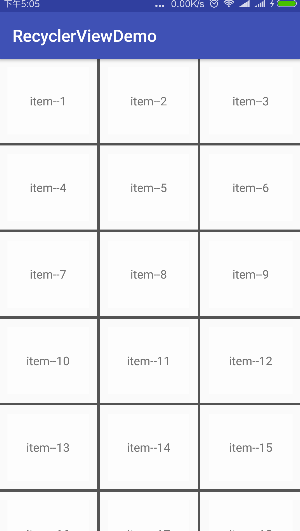 下午5:05 ... 0.00K/s
RecyclerViewDemo
item--1 item--2 item--3
item--4 item--5 item--6
item--7 item--8 item--9
item--10 item--11 item--12
item--13 item--14 item--15